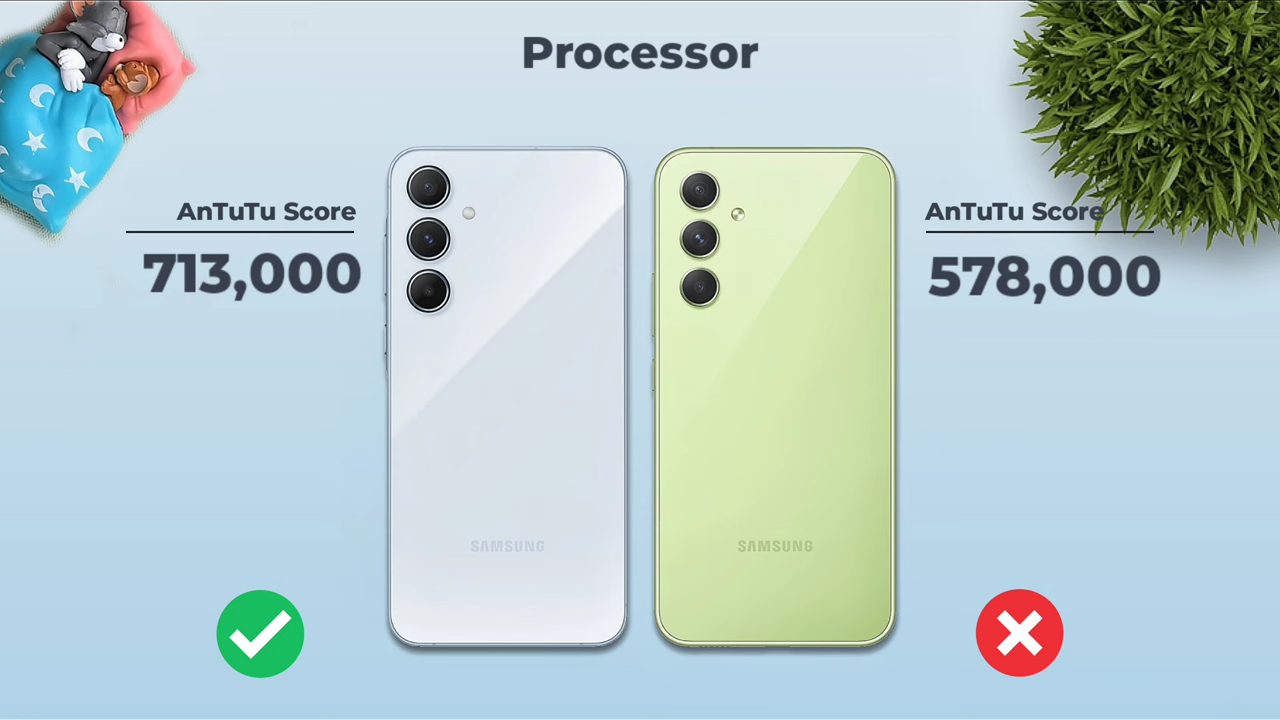 Processor
AnTuTu Score
713,000
AnTuTu Score
578,000
SAMSUNG
SAMSUNG